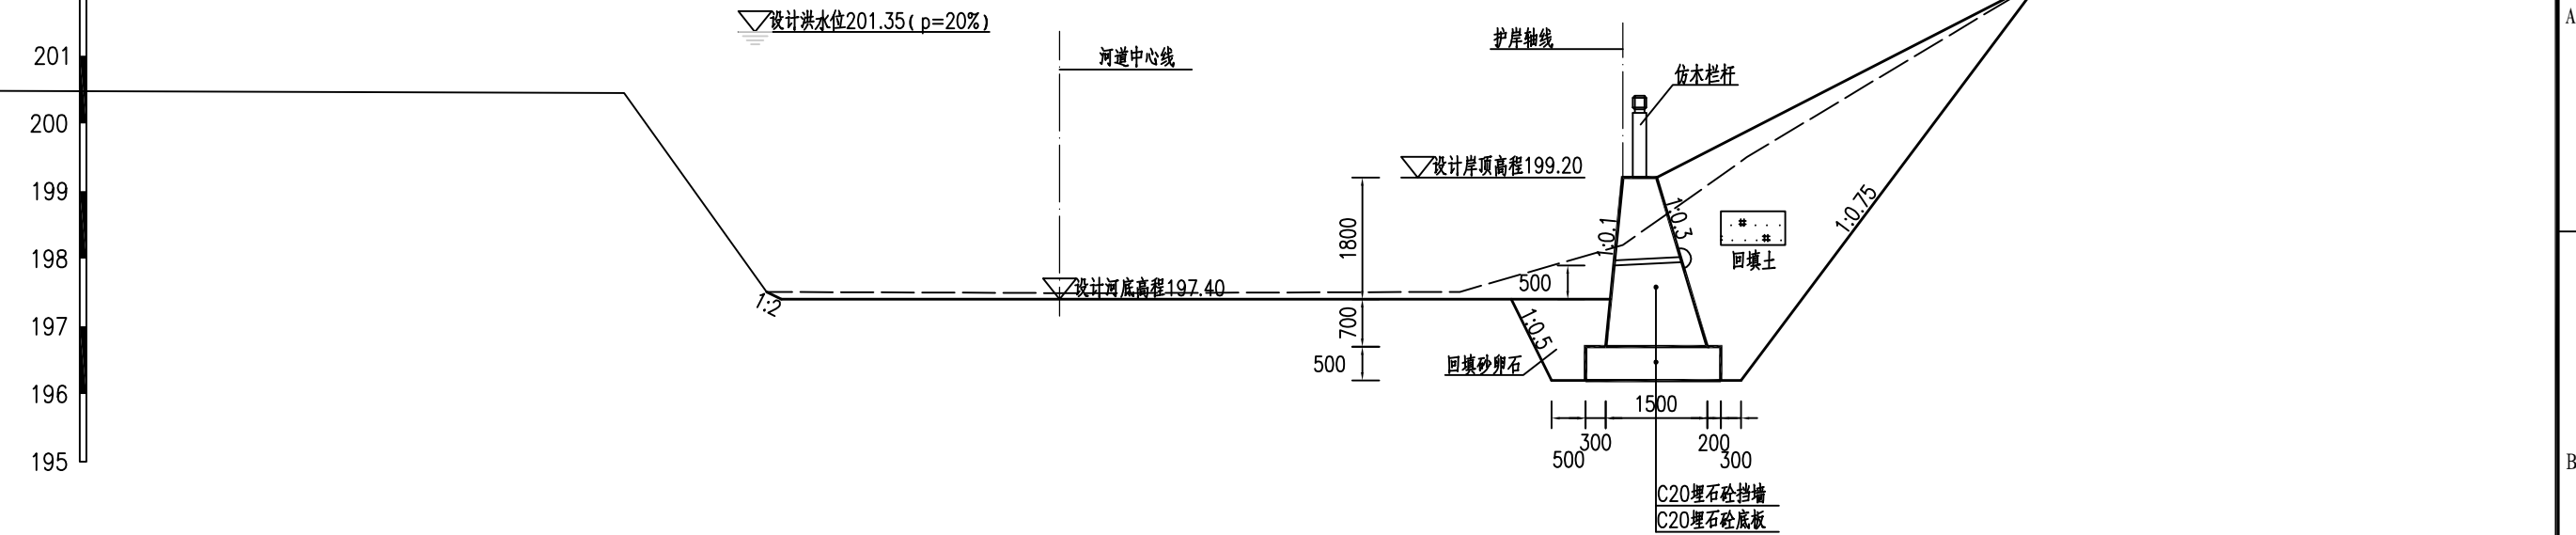 设计洪水位201.35(p=20%)
A
201
河道中心线
护岸轴线
仿木栏杆
200
设计岸顶高程199.20
199
1800
1:0.1
1:0.3
1:0.75
198
回填土
500
设计河底高程197.40
1:2
197
700
1:0.5
500
回填砂卵石
196
1500
300
200
500
300
195
B
C20埋石砼挡墙
C20埋石砼底板